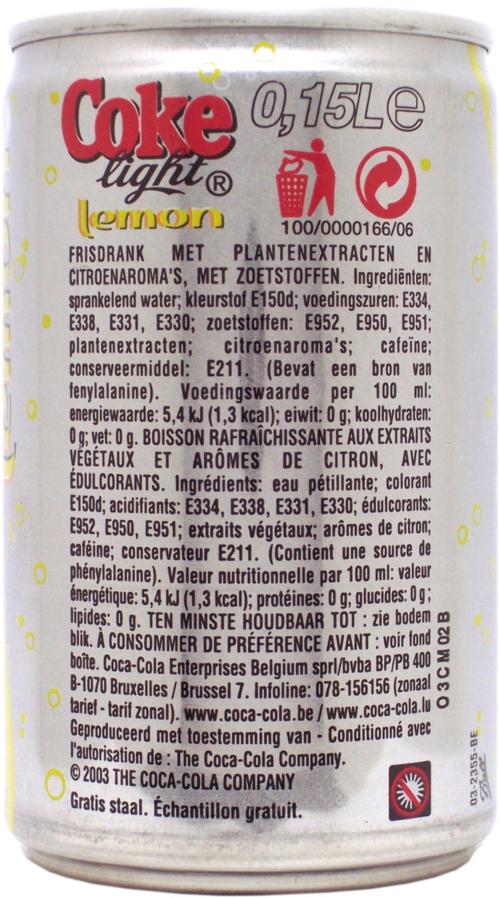 Coke
light®
lemon
0,15L e
100/0000166/06
FRISDRANK MET PLANTENEXTRACTEN EN
CITROENAROMA'S, MET ZOETSTOFFEN. Ingrediënten:
sprankelend water; kleurstof E150d; voedingszuren: E334,
E338, E331, E330; zoetstoffen: E952, E950, E951;
plantenextracten; citroenaroma's; cafeïne;
conserveermiddel: E211. (Bevat een bron van
fenylalanine). Voedingswaarde per 100 ml:
energiewaarde: 5,4 kJ (1,3 kcal); eiwit: 0 g; koolhydraten:
0 g; vet: 0 g. BOISSON RAFRAÎCHISSANTE AUX EXTRAITS
VÉGÉTAUX ET ARÔMES DE CITRON, AVEC
ÉDULCORANTS. Ingrédients: eau pétillante; colorant
E150d; acidifiants: E334, E338, E331, E330; édulcorants:
E952, E950, E951; extraits végétaux; arômes de citron;
caféine; conservateur E211. (Contient une source de
phénylalanine). Valeur nutritionnelle par 100 ml: valeur
énergétique: 5,4 kJ (1,3 kcal); protéines: 0 g; glucides: 0 g;
lipides: 0 g. TEN MINSTE HOUDBAAR TOT : zie bodem
blik. À CONSOMMER DE PRÉFÉRENCE AVANT : voir fond
boîte. Coca-Cola Enterprises Belgium sprl/bvba BP/PB 400
B-1070 Bruxelles / Brussel 7. Infoline: 078-156156 (zonaal
tarief - tarif zonal). www.coca-cola.be / www.coca-cola.lu
Geproduceerd met toestemming van - Conditionné avec
l'autorisation de : The Coca-Cola Company.
© 2003 THE COCA-COLA COMPANY
Gratis staal. Échantillon gratuit.
O3CM02B
03-2355-BE
Ball